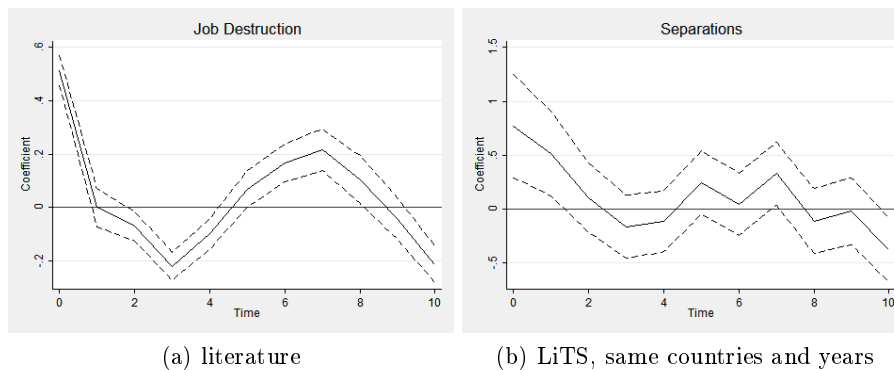 Job Destruction
.6
.4
.2
0
-.2
Coefficient
0 2 4 6 8 10
Time
(a) literature
Separations
1.5
1
.5
0
-.5
Coefficient
0 2 4 6 8 10
Time
(b) LiTS, same countries and years